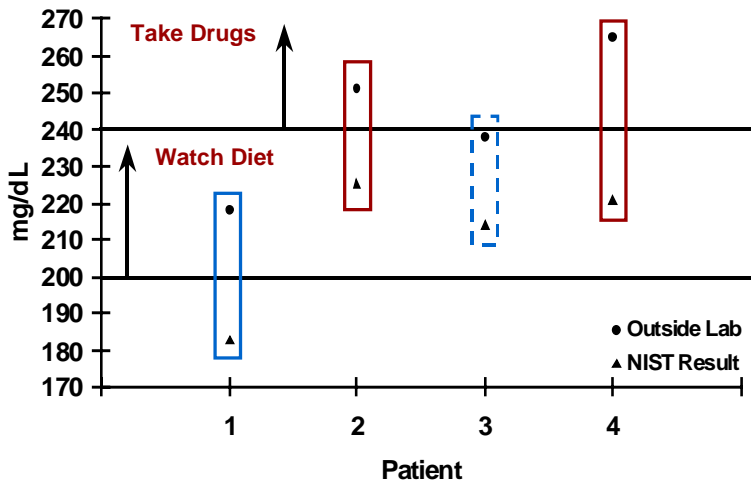 270
260
250
240
230
220
210
200
190
180
170
mg/dL
Take Drugs
Watch Diet
Outside Lab
NIST Result
1 2 3 4
Patient